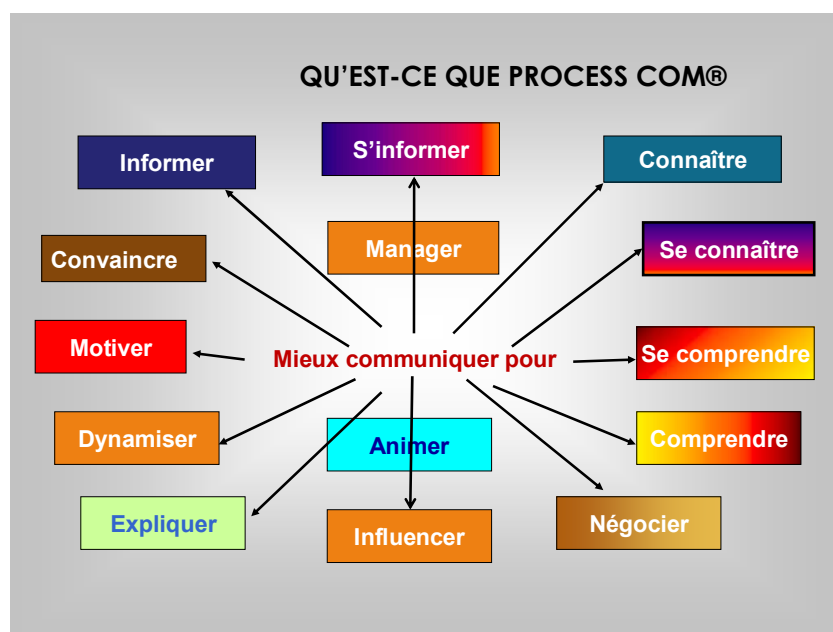 QU’EST-CE QUE PROCESS COM®
Informer
S’informer
Connaître
Convaincre
Manager
Se connaître
Motiver
Mieux communiquer pour
Se comprendre
Dynamiser
Animer
Comprendre
Expliquer
Influencer
Négocier